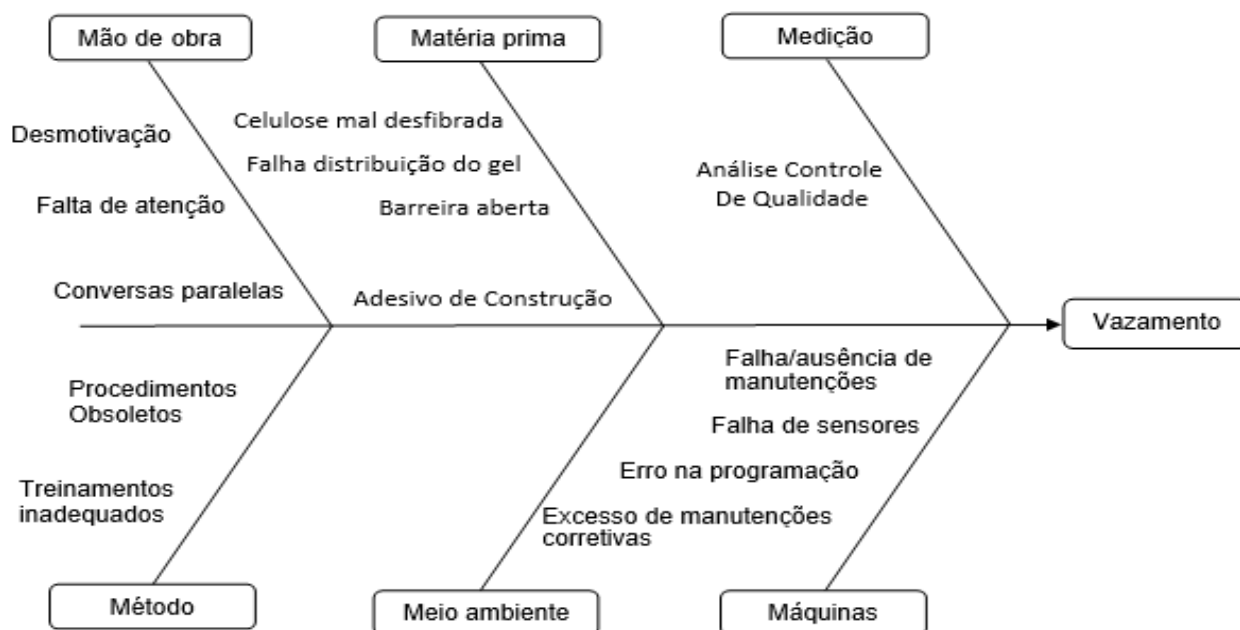 Mão de obra
Matéria prima
Medição
Desmotivação
Falta de atenção
Conversas paralelas
Celulose mal desfibrada
Falha distribuição do gel
Barreira aberta
Adesivo de Construção
Análise Controle
De Qualidade
Vazamento
Procedimentos
Obsoletos
Treinamentos
inadequados
Falha/ausência de
manutenções
Falha de sensores
Erro na programação
Excesso de manutenções
corretivas
Método
Meio ambiente
Máquinas